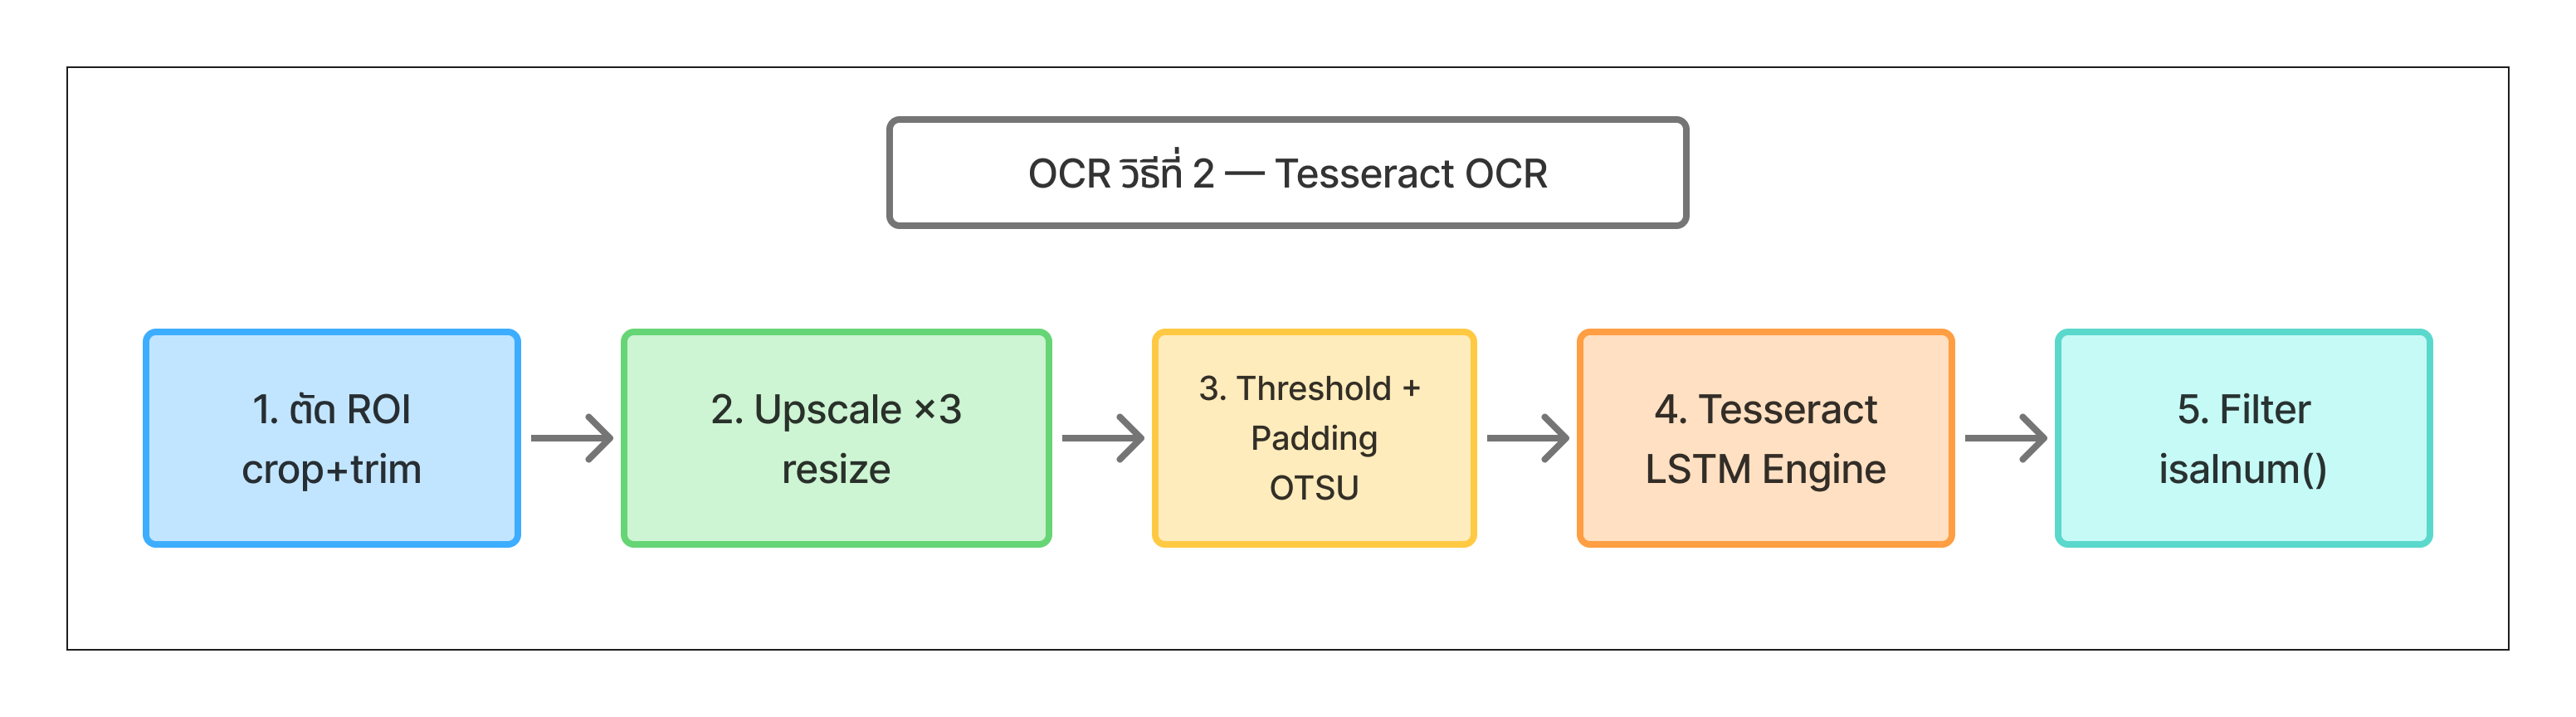 OCR วิธีที่ 2 — Tesseract OCR
1. ตัด ROI
crop+trim
2. Upscale ×3
resize
3. Threshold +
Padding
OTSU
4. Tesseract
LSTM Engine
5. Filter
isalnum()